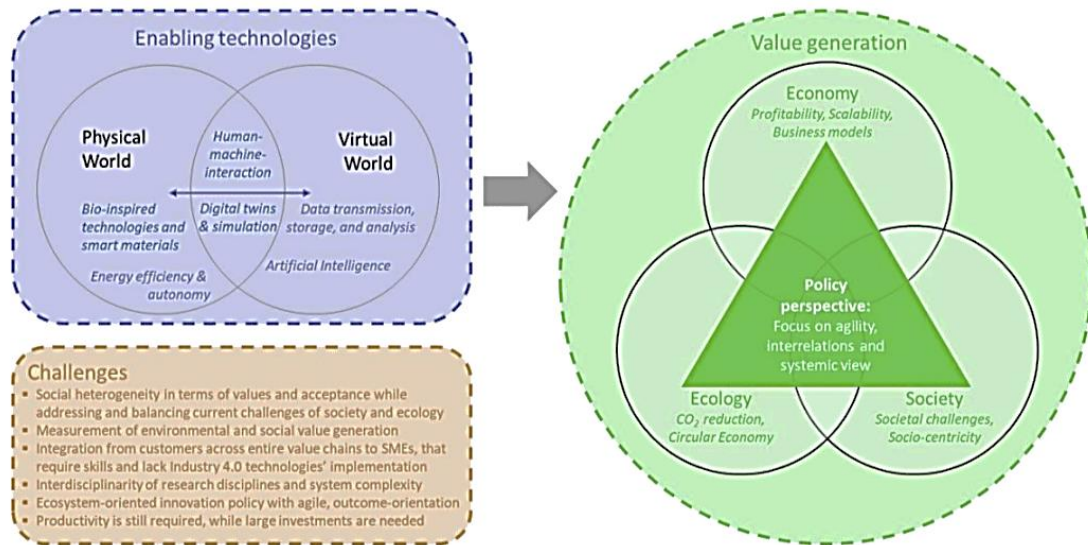 Enabling technologies
Physical
World
Human-
machine-
interaction
Virtual
World
Bio-inspired
technologies and
smart materials
Digital twins
& simulation
Data transmission,
storage, and analysis
Energy efficiency &
autonomy
Artificial Intelligence
Challenges
▪ Social heterogeneity in terms of values and acceptance while
addressing and balancing current challenges of society and ecology
▪ Measurement of environmental and social value generation
▪ Integration from customers across entire value chains to SMEs, that
require skills and lack Industry 4.0 technologies' implementation
▪ Interdisciplinarity of research disciplines and system complexity
▪ Ecosystem-oriented innovation policy with agile, outcome-orientation
▪ Productivity is still required, while large investments are needed
Value generation
Economy
Profitability, Scalability,
Business models
Policy
perspective:
Focus on agility,
interrelations and
systemic view
Ecology
CO₂ reduction,
Circular Economy
Society
Societal challenges,
Socio-centricity